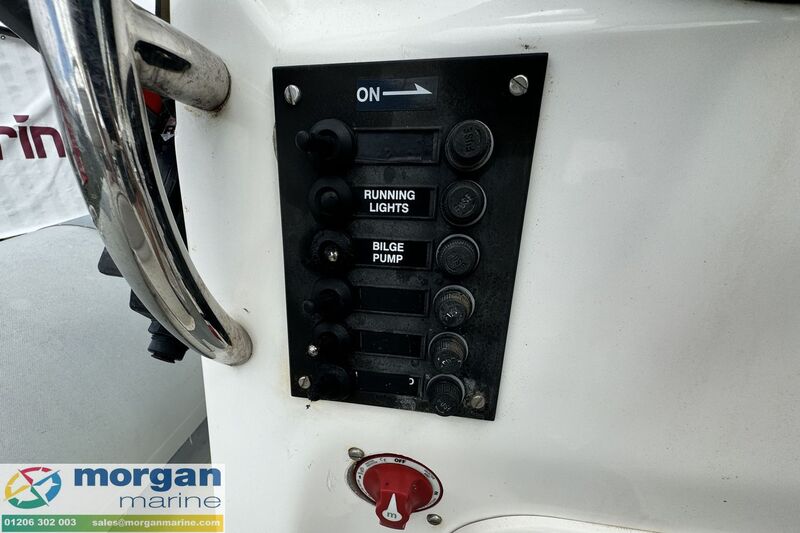 rin
ON
FUSE
RUNNING
LIGHTS
FUSE
BILGE
PUMP
OFF
m
morgan
marine
01206 302 003 sales@morganmarine.com